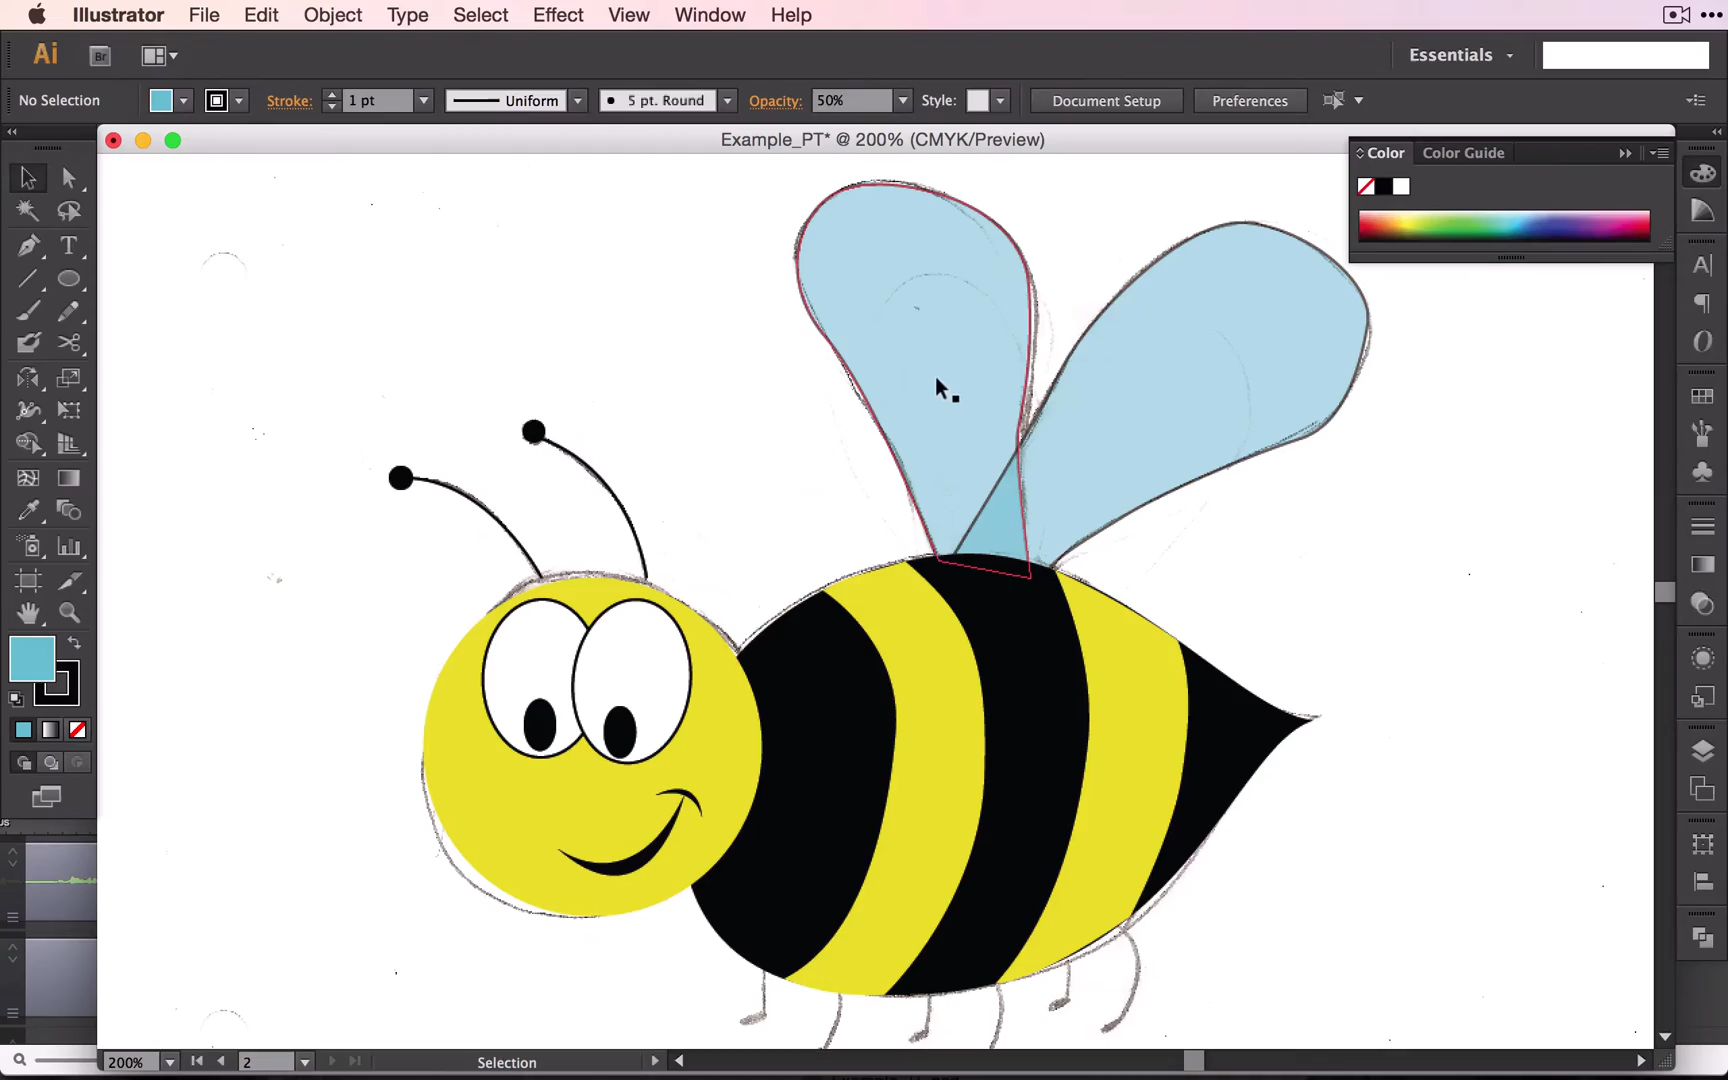 Illustrator File Edit Object Type Select Effect View Window Help
Ai Br Essentials
No Selection Stroke: 1 pt Uniform 5 pt. Round Opacity: 50% Style: Document Setup Preferences
Example_PT* @ 200% (CMYK/Preview)
Color Color Guide
200% 2 Selection